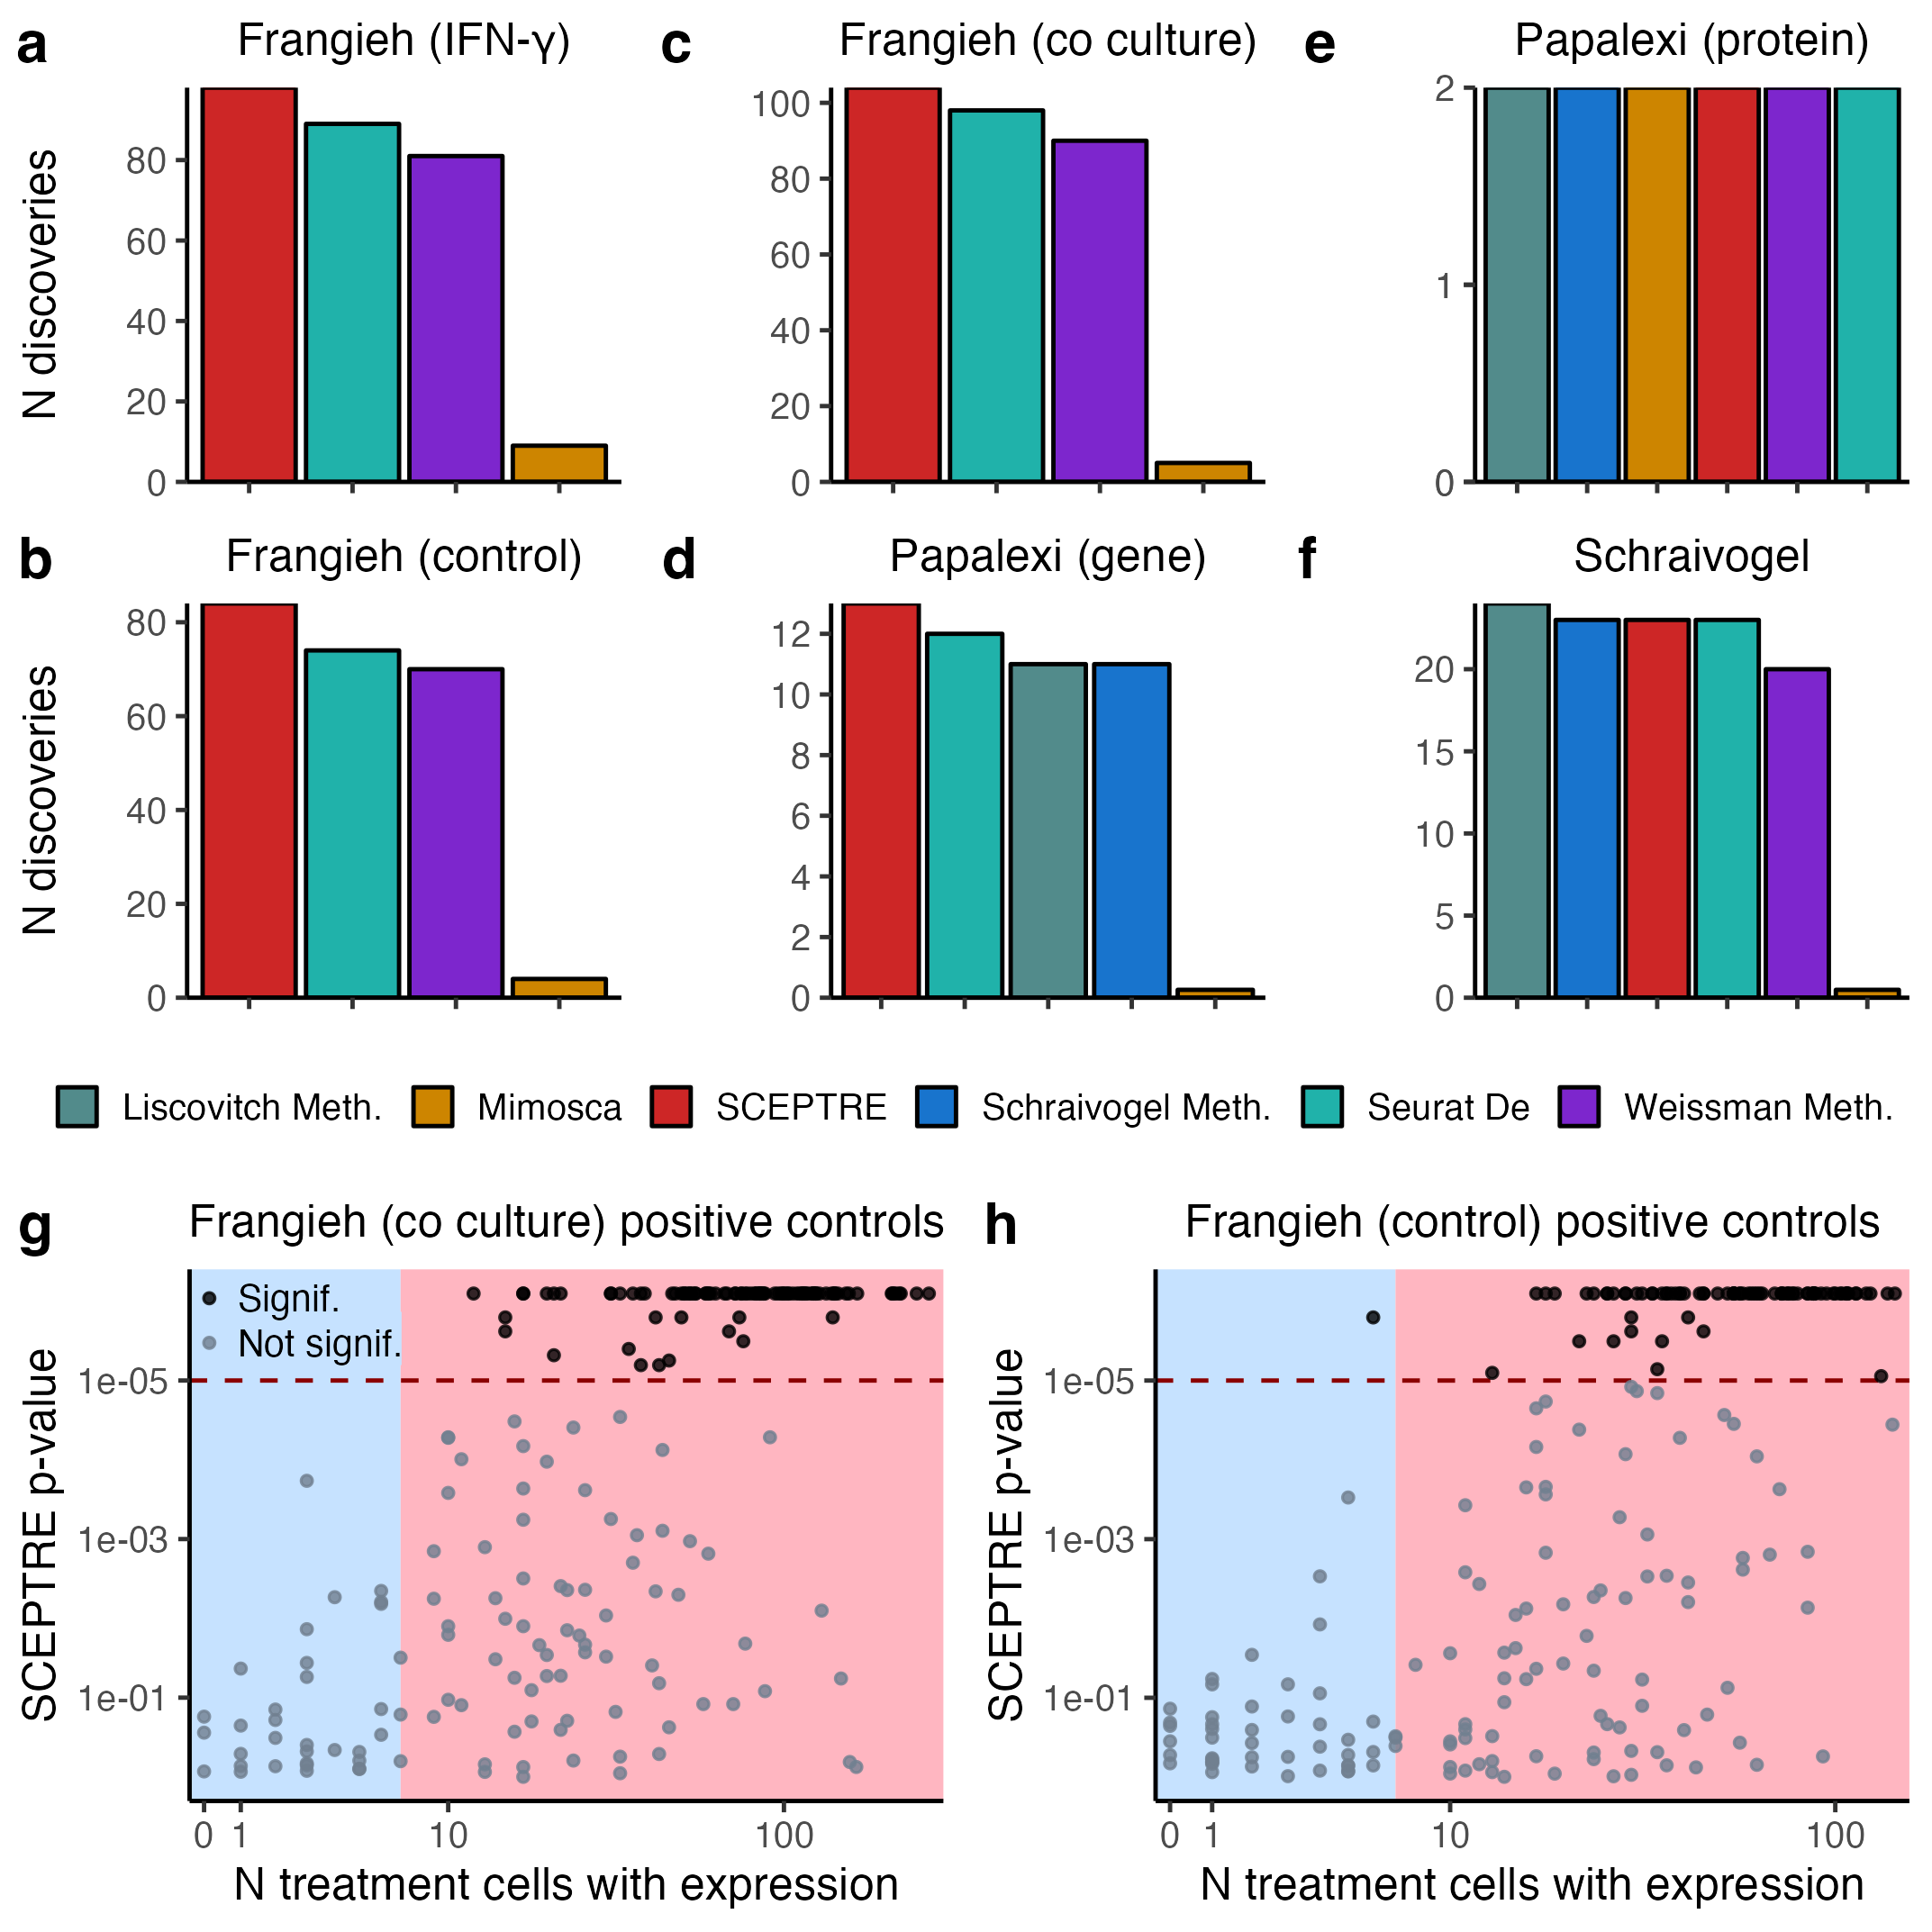 a
Frangieh (IFN-γ)
N discoveries
80
60
40
20
0
c
Frangieh (co culture)
100
80
60
40
20
0
e
Papalexi (protein)
2
1
0
b
Frangieh (control)
N discoveries
80
60
40
20
0
d
Papalexi (gene)
12
10
8
6
4
2
0
f
Schraivogel
20
15
10
5
0
Liscovitch Meth. Mimosca SCEPTRE Schraivogel Meth. Seurat De Weissman Meth.
g
Frangieh (co culture) positive controls
Signif.
Not signif.
SCEPTRE p-value
1e-05
1e-03
1e-01
0 1 10 100
N treatment cells with expression
h
Frangieh (control) positive controls
SCEPTRE p-value
1e-05
1e-03
1e-01
0 1 10 100
N treatment cells with expression